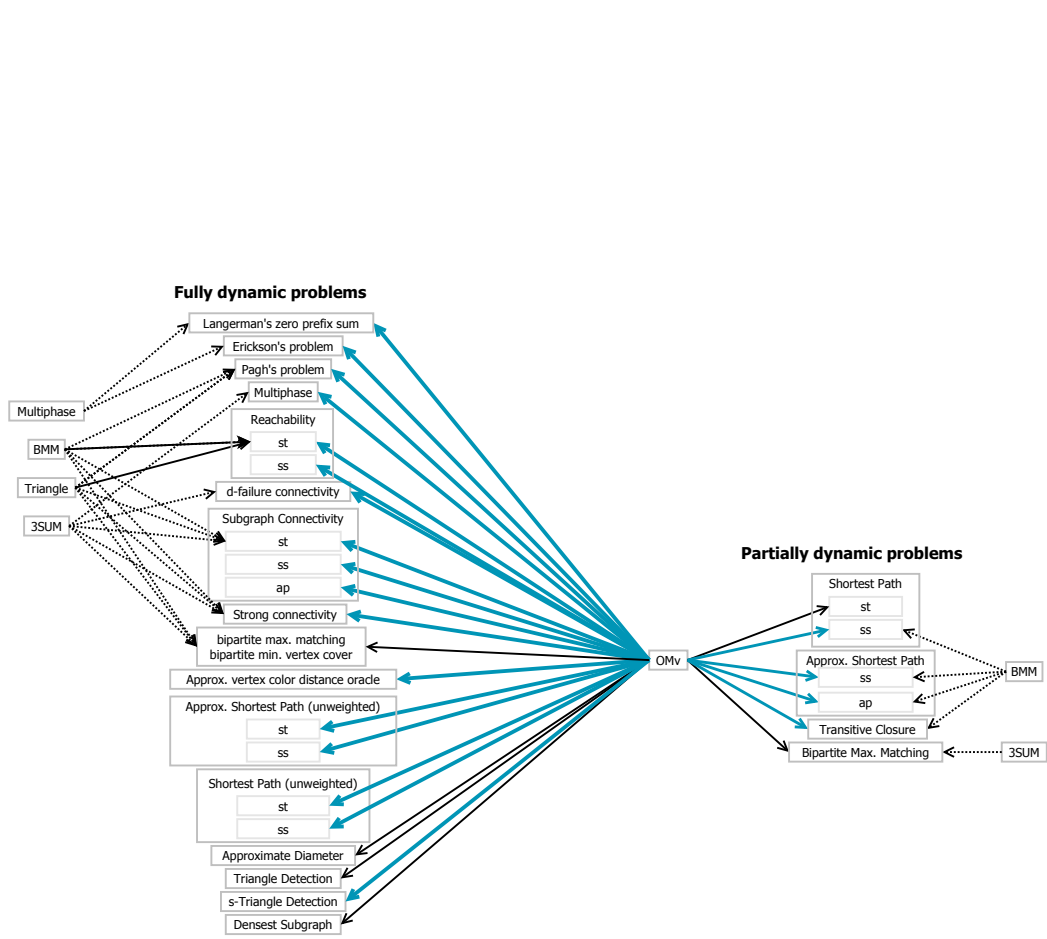 Fully dynamic problems
Langerman's zero prefix sum
Erickson's problem
Pagh's problem
Multiphase
Multiphase
Reachability
BMM
st
ss
Triangle
d-failure connectivity
3SUM
Subgraph Connectivity
st
ss
ap
Strong connectivity
bipartite max. matching
bipartite min. vertex cover
Approx. vertex color distance oracle
Approx. Shortest Path (unweighted)
st
ss
Shortest Path (unweighted)
st
ss
Approximate Diameter
Triangle Detection
s-Triangle Detection
Densest Subgraph
OMv
Partially dynamic problems
Shortest Path
st
ss
Approx. Shortest Path
ss
ap
BMM
Transitive Closure
Bipartite Max. Matching
3SUM